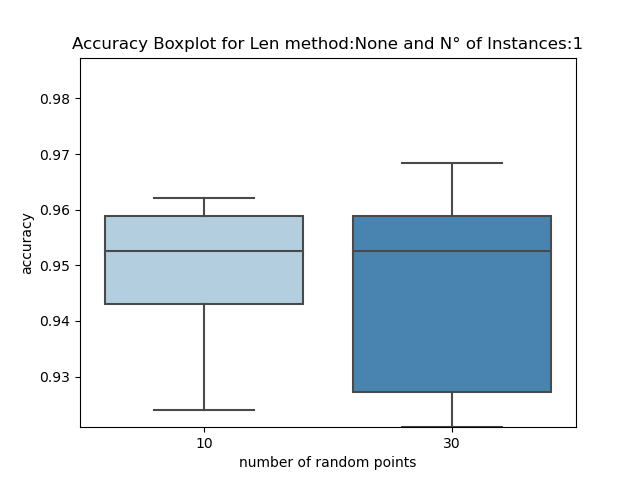 Accuracy Boxplot for Len method:None and N° of Instances:1
0.98
0.97
0.96
0.95
0.94
0.93
accuracy
10 30
number of random points